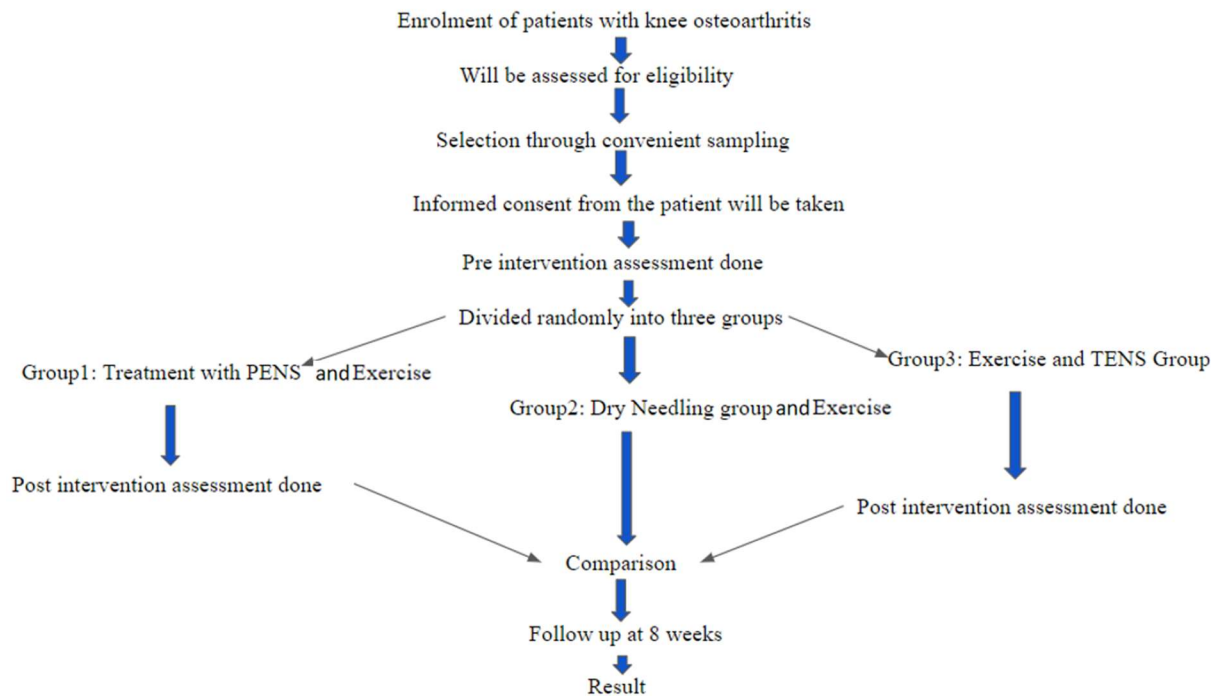 Enrolment of patients with knee osteoarthritis
Will be assessed for eligibility
Selection through convenient sampling
Informed consent from the patient will be taken
Pre intervention assessment done
Divided randomly into three groups
Group1: Treatment with PENS and Exercise
Group2: Dry Needling group and Exercise
Group3: Exercise and TENS Group
Post intervention assessment done
Post intervention assessment done
Comparison
Follow up at 8 weeks
Result